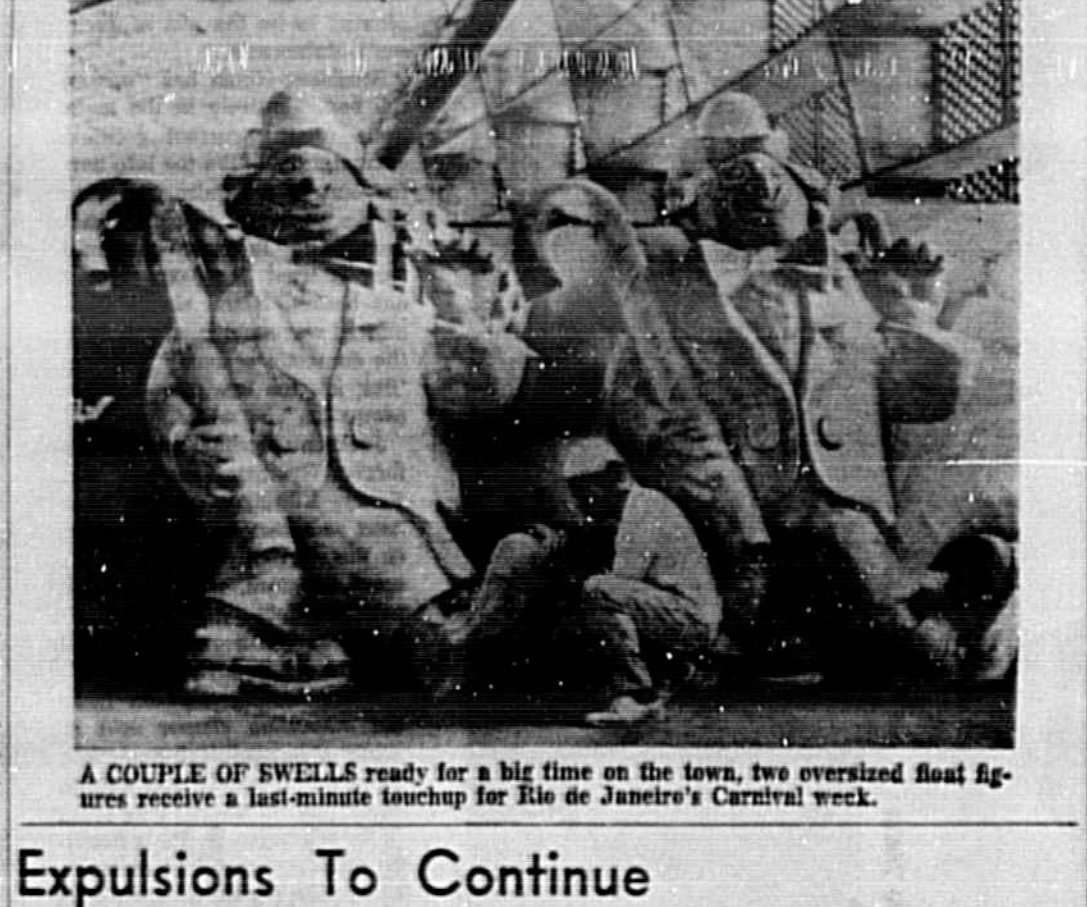 A COUPLE OF SWELLS ready for a big time on the town, two oversized float fig-
ures receive a last-minute touchup for Rio de Janeiro's Carnival week.
Expulsions To Continue